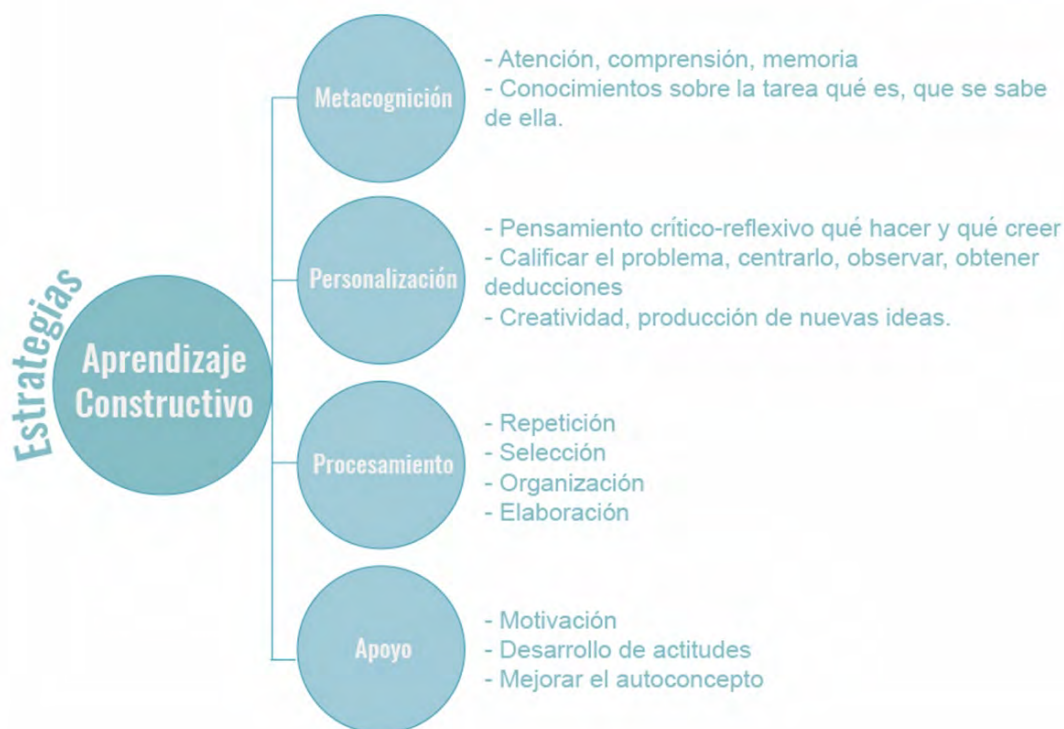 Estrategias
Aprendizaje
Constructivo
Metacognición
- Atención, comprensión, memoria
- Conocimientos sobre la tarea qué es, que se sabe
de ella.
Personalización
- Pensamiento crítico-reflexivo qué hacer y qué creer
- Calificar el problema, centrarlo, observar, obtener
deducciones
- Creatividad, producción de nuevas ideas.
Procesamiento
- Repetición
- Selección
- Organización
- Elaboración
Apoyo
- Motivación
- Desarrollo de actitudes
- Mejorar el autoconcepto